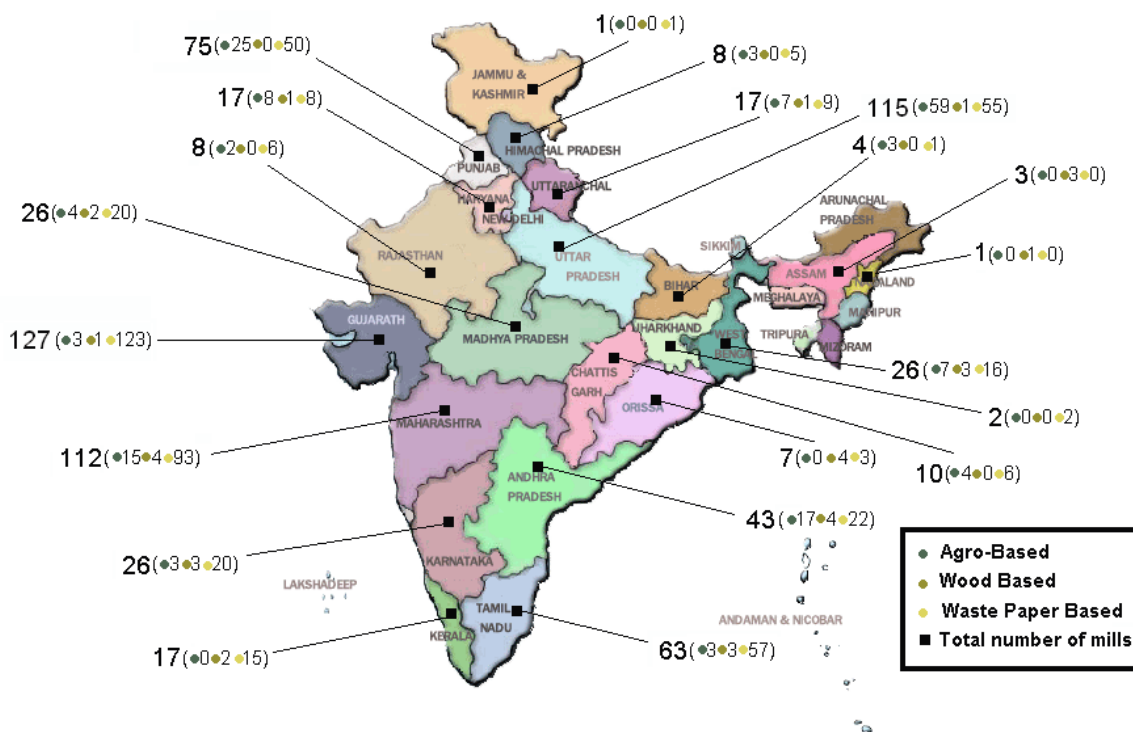 1(●0●0●1)
75(●25●0●50)
8(●3●0●5)
JAMMU &
KASHMIR
17(●8●1●8)
17(●7●1●9)
115(●59●1●55)
8(●2●0●6)
4(●3●0●1)
HIMACHAL PRADESH
PUNJAB
UTTARANCHAL
3(●0●3●0)
HARYANA
NEW DELHI
ARUNACHAL
PRADESH
26(●4●2●20)
SIKKIM
RAJASTHAN
UTTAR
PRADESH
ASSAM
1(●0●1●0)
BIHAR
NAGALAND
MEGHALAYA
MANIPUR
GUJARATH
127(●3●1●123)
MADHYA PRADESH
JHARKHAND
WEST
BENGAL
TRIPURA
MIZORAM
CHATTIS
GARH
26(●7●3●16)
ORISSA
2(●0●0●2)
MAHARASHTRA
112(●15●4●93)
7(●0●4●3)
10(●4●0●6)
ANDHRA
PRADESH
43(●17●4●22)
26(●3●3●20)
KARNATAKA
LAKSHADEEP
TAMIL
NADU
KERALA
ANDAMAN & NICOBAR
17(●0●2●15)
63(●3●3●57)
● Agro-Based
● Wood Based
● Waste Paper Based
■ Total number of mills